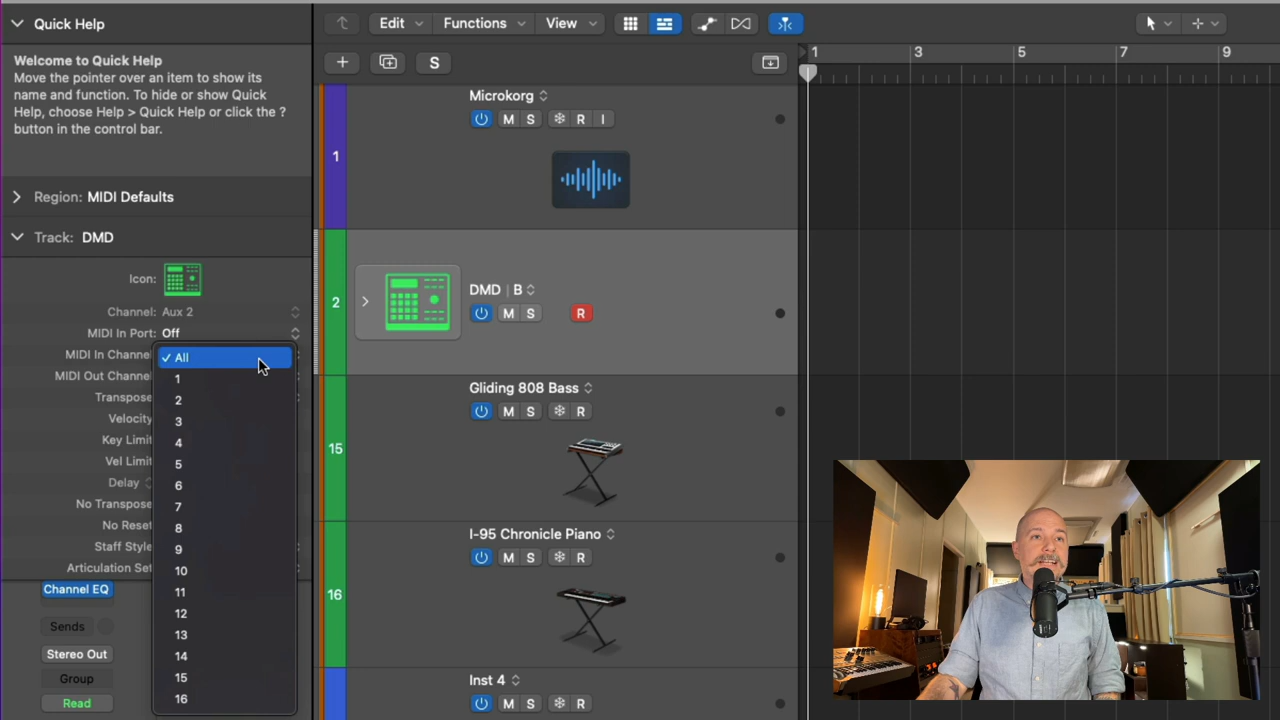 Quick Help
Welcome to Quick Help
Move the pointer over an item to show its
name and function. To hide or show Quick
Help, choose Help > Quick Help or click the ?
button in the control bar.
Region: MIDI Defaults
Track: DMD
Icon:
Channel: Aux 2
MIDI In Port: Off
MIDI In Channel
MIDI Out Channel
Transpose
Velocity
Key Limit
Vel Limit
Delay
No Transpose
No Reset
Staff Style
Articulation Set
✓ All
1
2
3
4
5
6
7
8
9
10
11
12
13
14
15
16
Channel EQ
Sends
Stereo Out
Group
Read
Edit Functions View
S
1 3 5 7 9
1
Microkorg
M S R I
2
DMD | B
M S R
15
Gliding 808 Bass
M S R
16
I-95 Chronicle Piano
M S R
Inst 4
M S R